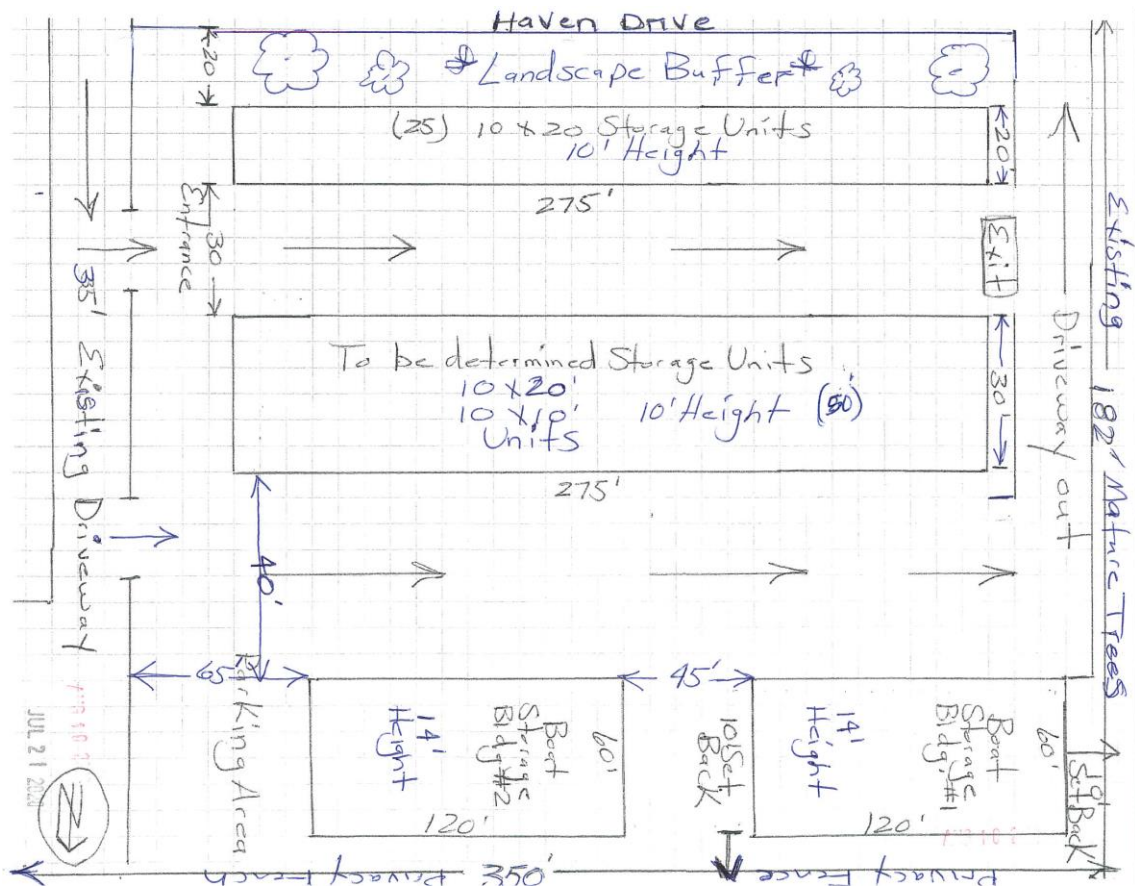 Haven Drive
20
Landscape Buffer
(25) 10 x 20 Storage Units
10' Height
20'
275'
Entrance
30
Exit
35' Existing Driveway
To be determined Storage Units
10 x 20'
10 x 10'
Units
10' Height (50)
30'
275'
Driveway out
Existing 182' Mature Trees
40'
65'
Parking Area
45'
14'
Height
Boat
Storage
Bldg #2
60'
120'
10' Set
Back
14'
Height
Boat
Storage
Bldg #1
60'
120'
10'
Set Back
JUL 21 2020
N
Privacy Fench
350'
Privacy Fence